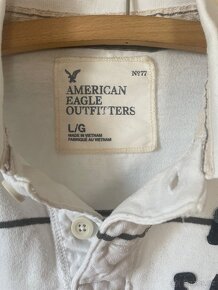 Nº77
AMERICAN
EAGLE
OUTFITTERS
L/G
MADE IN VIETNAM
FABRIQUÉ AU VIETNAM